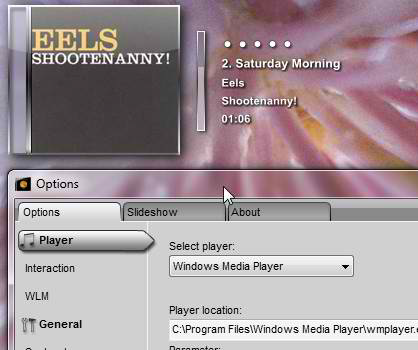 EELS
SHOOTENANNY!
2. Saturday Morning
Eels
Shootenanny!
01:06
Options
Options
Slideshow
About
Player
Select player:
Windows Media Player
Interaction
WLM
Player location:
General
C:\Program Files\Windows Media Player\wmplayer.e
Parameter: